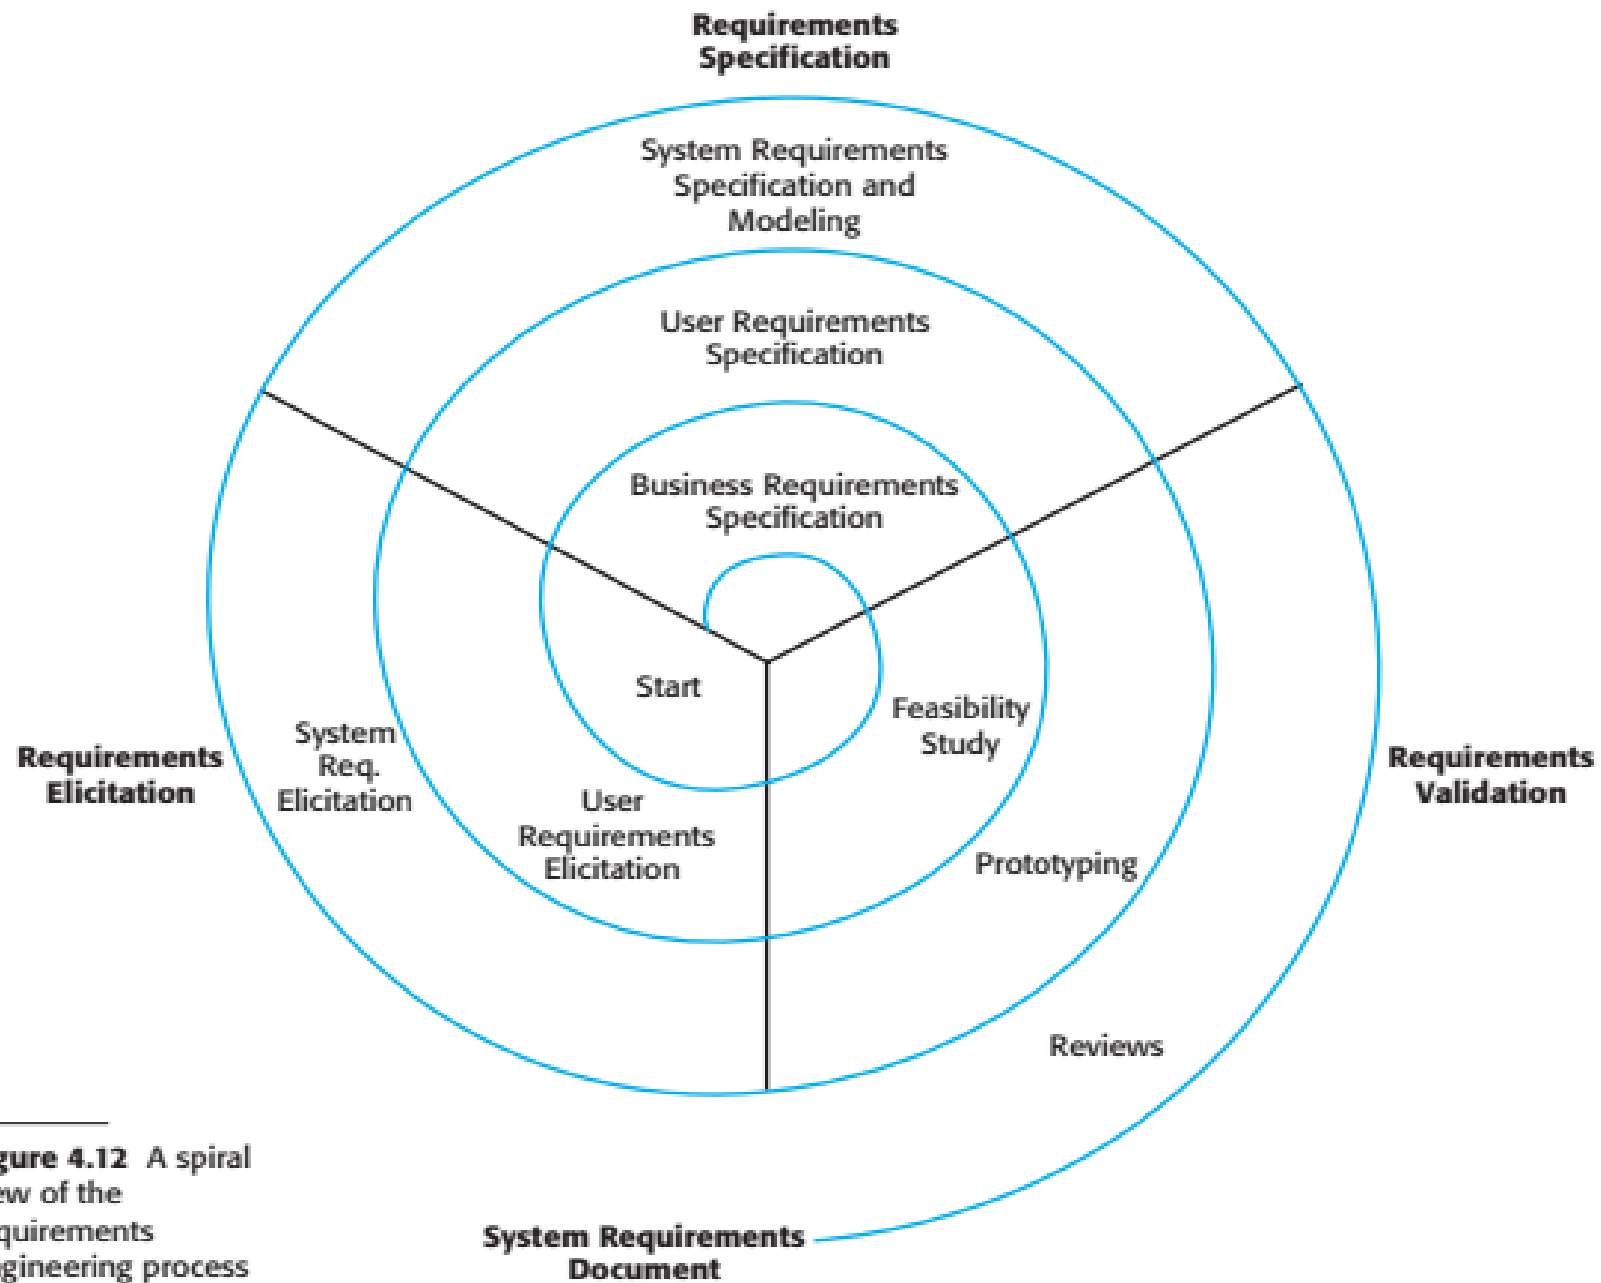 Requirements
Specification
System Requirements
Specification and
Modeling
User Requirements
Specification
Business Requirements
Specification
Start
Feasibility
Study
System
Req.
Elicitation
Requirements
Elicitation
User
Requirements
Elicitation
Requirements
Validation
Prototyping
Reviews
gure 4.12 A spiral
ew of the
quirements
gineering process
System Requirements
Document